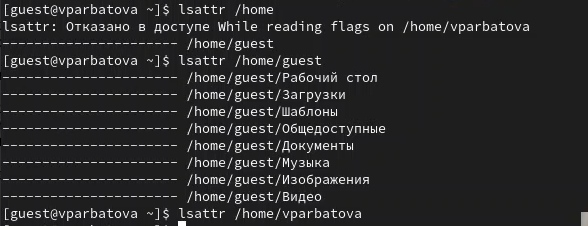 [guest@vparbatova ~]$ lsattr /home
lsattr: Отказано в доступе While reading flags on /home/vparbatova
---------------------- /home/guest
[guest@vparbatova ~]$ lsattr /home/guest
---------------------- /home/guest/Рабочий стол
---------------------- /home/guest/Загрузки
---------------------- /home/guest/Шаблоны
---------------------- /home/guest/Общедоступные
---------------------- /home/guest/Документы
---------------------- /home/guest/Музыка
---------------------- /home/guest/Изображения
---------------------- /home/guest/Видео
[guest@vparbatova ~]$ lsattr /home/vparbatova